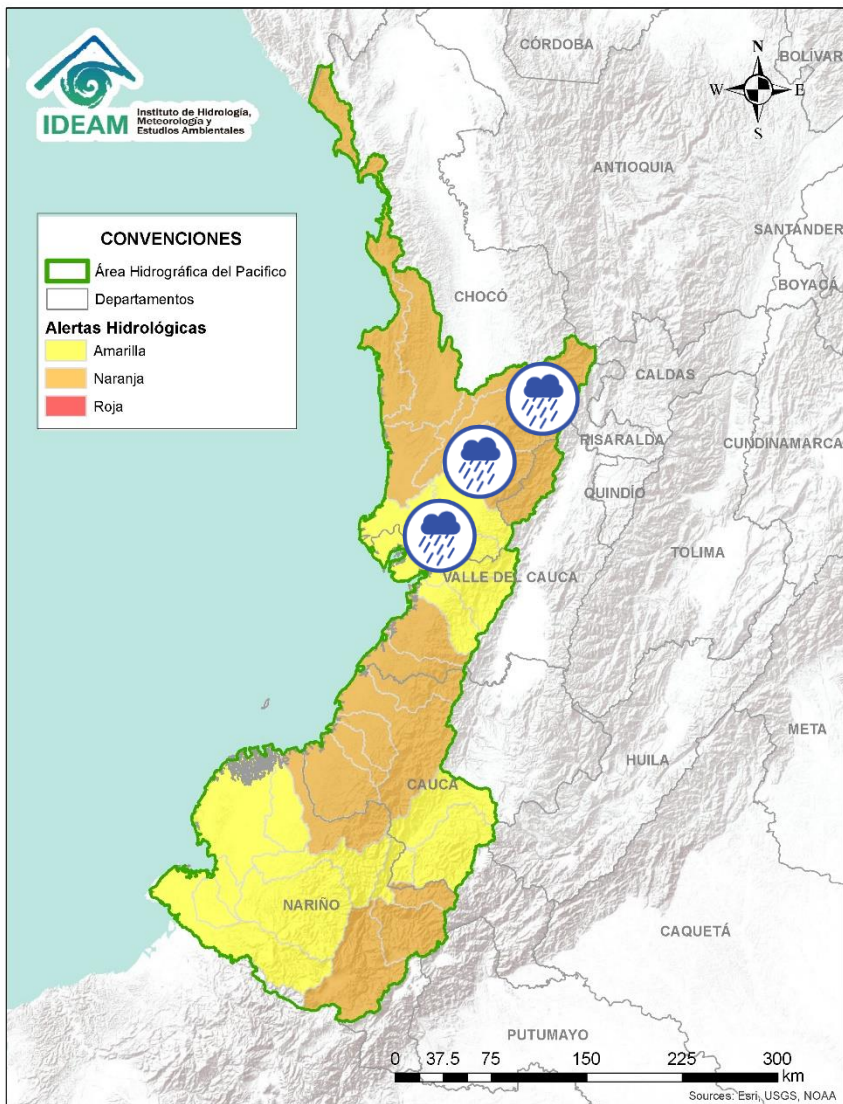 IDEAM
Instituto de Hidrología,
Meteorología y
Estudios Ambientales
CONVENCIONES
Área Hidrográfica del Pacifico
Departamentos
Alertas Hidrológicas
Amarilla
Naranja
Roja
N
W E
S
CÓRDOBA
BOLÍVAR
ANTIOQUIA
SANTANDER
BOYACÁ
CHOCÓ
CALDAS
RISARALDA
CUNDINAMARCA
QUINDÍO
TOLIMA
VALLE DEL CAUCA
META
HUILA
CAUCA
NARIÑO
CAQUETÁ
PUTUMAYO
0 37.5 75 150 225 300
km
Sources: Esri, USGS, NOAA